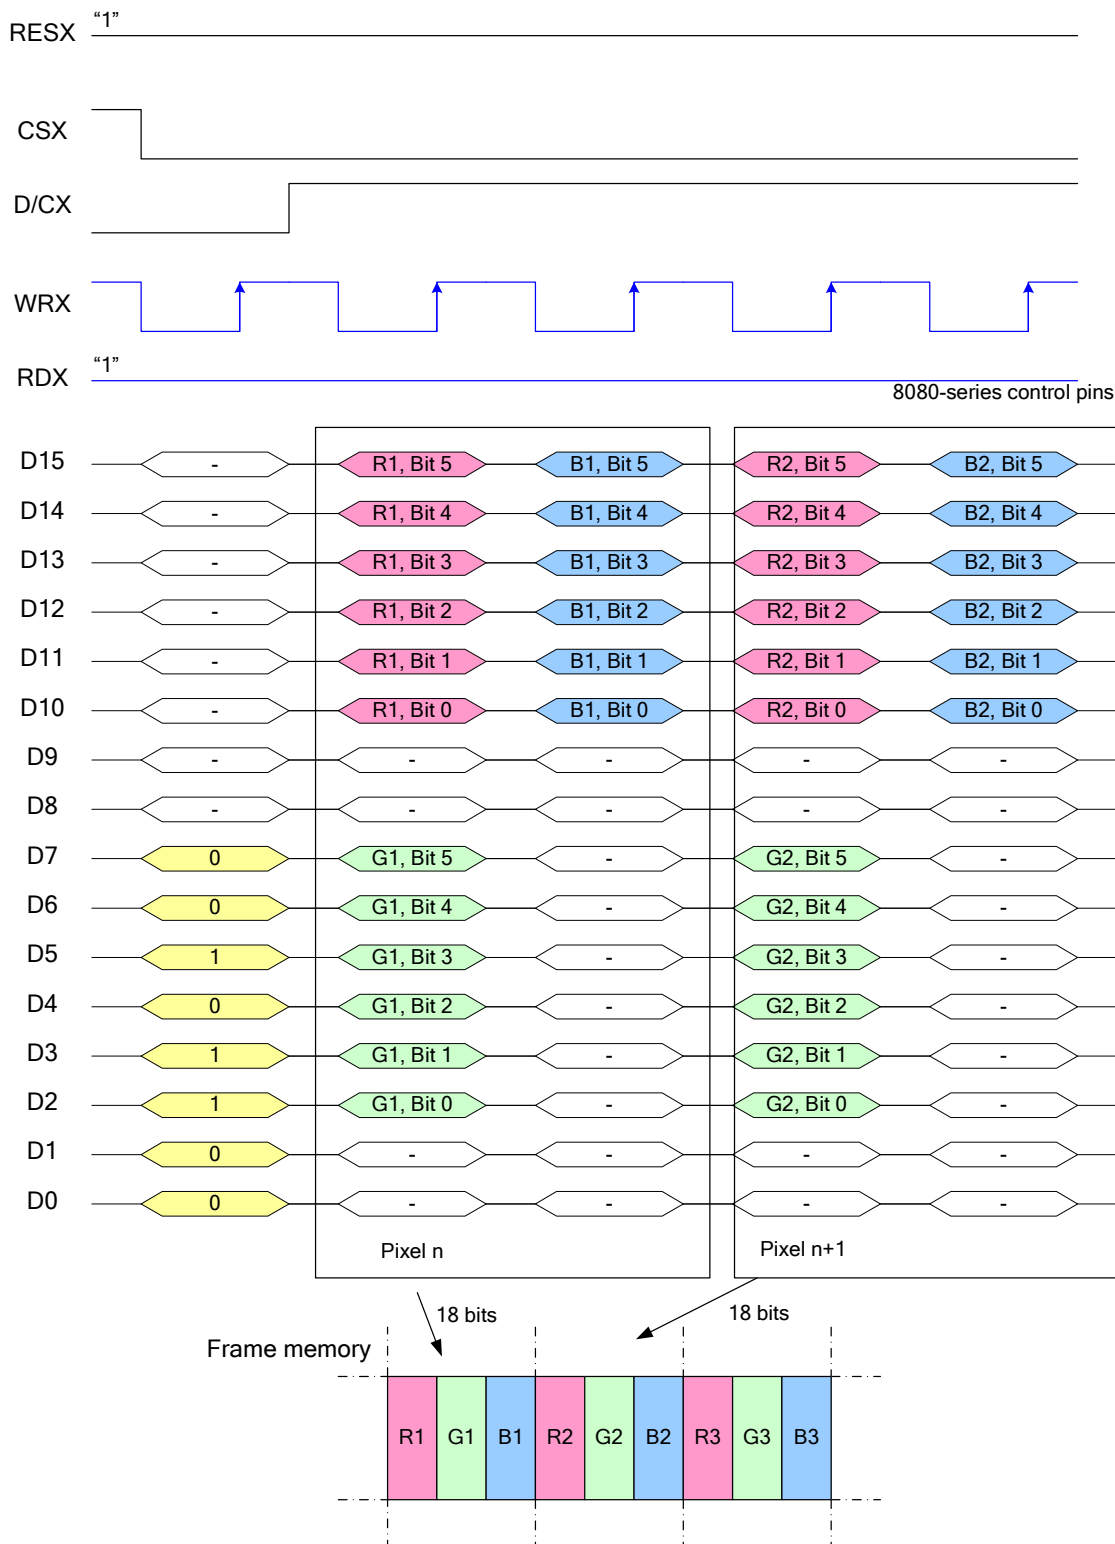 RESX “1”
CSX
D/CX
WRX
RDX “1”
8080-series control pins
D15 - R1, Bit 5 B1, Bit 5 R2, Bit 5 B2, Bit 5
D14 - R1, Bit 4 B1, Bit 4 R2, Bit 4 B2, Bit 4
D13 - R1, Bit 3 B1, Bit 3 R2, Bit 3 B2, Bit 3
D12 - R1, Bit 2 B1, Bit 2 R2, Bit 2 B2, Bit 2
D11 - R1, Bit 1 B1, Bit 1 R2, Bit 1 B2, Bit 1
D10 - R1, Bit 0 B1, Bit 0 R2, Bit 0 B2, Bit 0
D9 - - - - -
D8 - - - - -
D7 0 G1, Bit 5 - G2, Bit 5 -
D6 0 G1, Bit 4 - G2, Bit 4 -
D5 1 G1, Bit 3 - G2, Bit 3 -
D4 0 G1, Bit 2 - G2, Bit 2 -
D3 1 G1, Bit 1 - G2, Bit 1 -
D2 1 G1, Bit 0 - G2, Bit 0 -
D1 0 - - - -
D0 0 - - - -
Pixel n Pixel n+1
18 bits 18 bits
Frame memory
R1 G1 B1 R2 G2 B2 R3 G3 B3